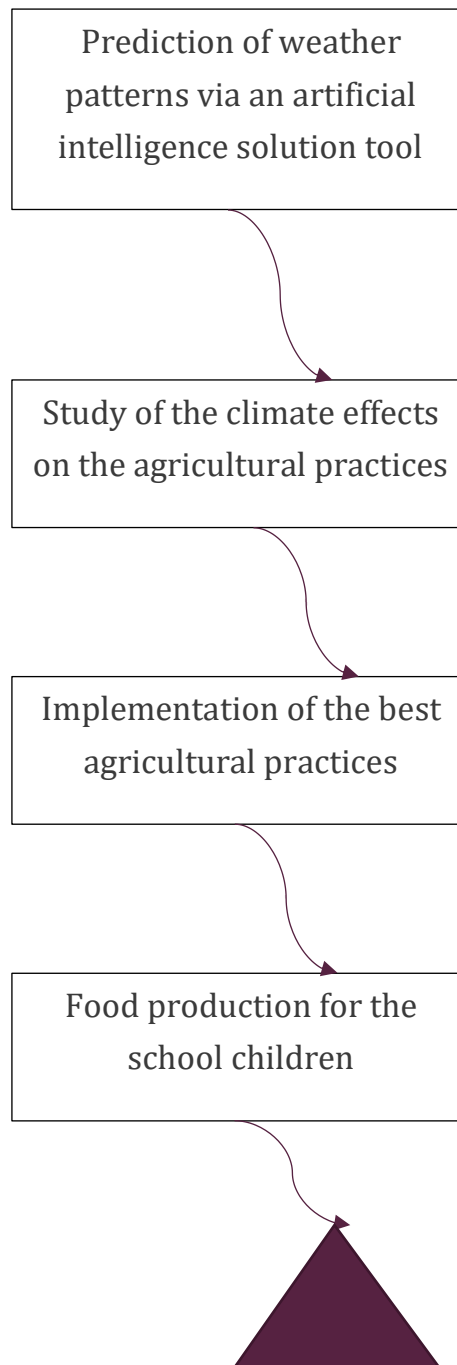 Prediction of weather
patterns via an artificial
intelligence solution tool
Study of the climate effects
on the agricultural practices
Implementation of the best
agricultural practices
Food production for the
school children